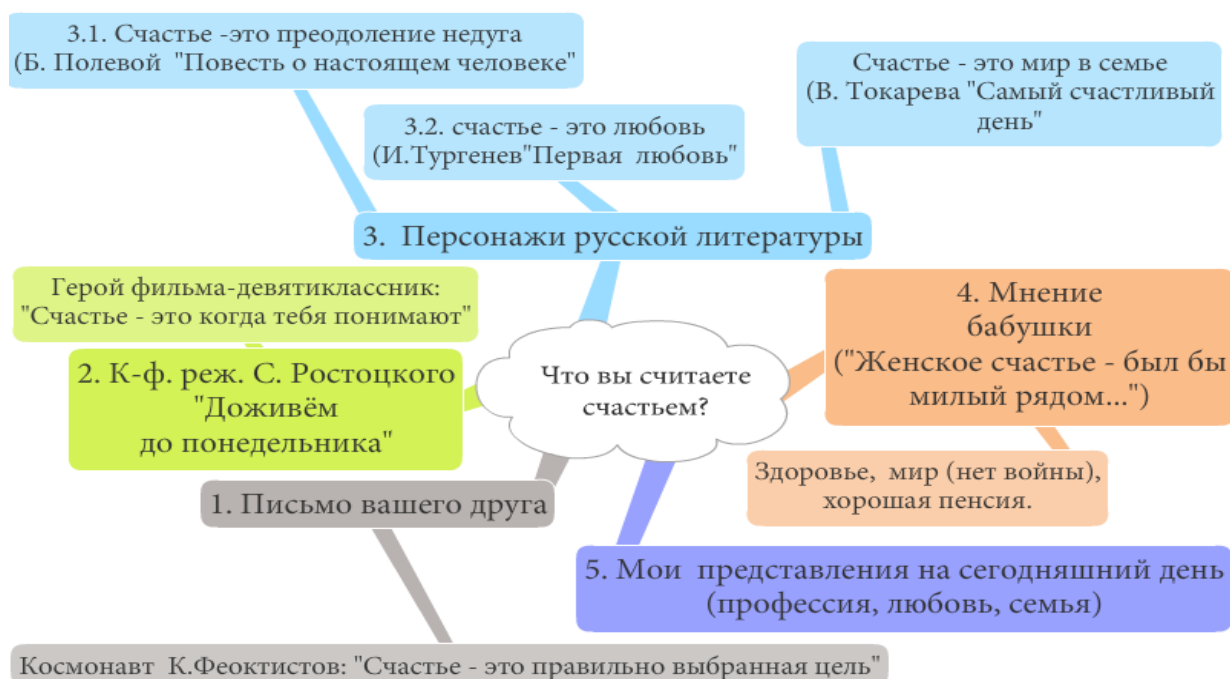 3.1. Счастье -это преодоление недуга
(Б. Полевой "Повесть о настоящем человеке"
Счастье - это мир в семье
(В. Токарева "Самый счастливый
день"
3.2. счастье - это любовь
(И.Тургенев"Первая любовь"
3. Персонажи русской литературы
Герой фильма-девятиклассник:
"Счастье - это когда тебя понимают"
2. К-ф. реж. С. Ростоцкого
"Доживём
до понедельника"
Что вы считаете
счастьем?
4. Мнение
бабушки
("Женское счастье - был бы
милый рядом...")
Здоровье, мир (нет войны),
хорошая пенсия.
1. Письмо вашего друга
5. Мои представления на сегодняшний день
(профессия, любовь, семья)
Космонавт К.Феоктистов: "Счастье - это правильно выбранная цель"